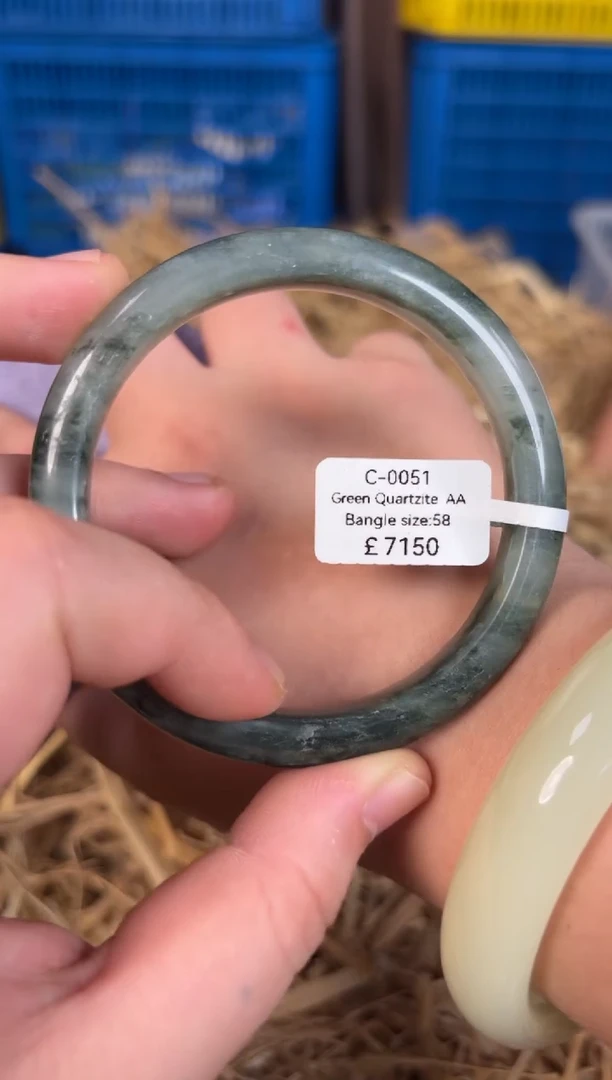 C-0051
Green Quartzite AA
Bangle size:58
£7150